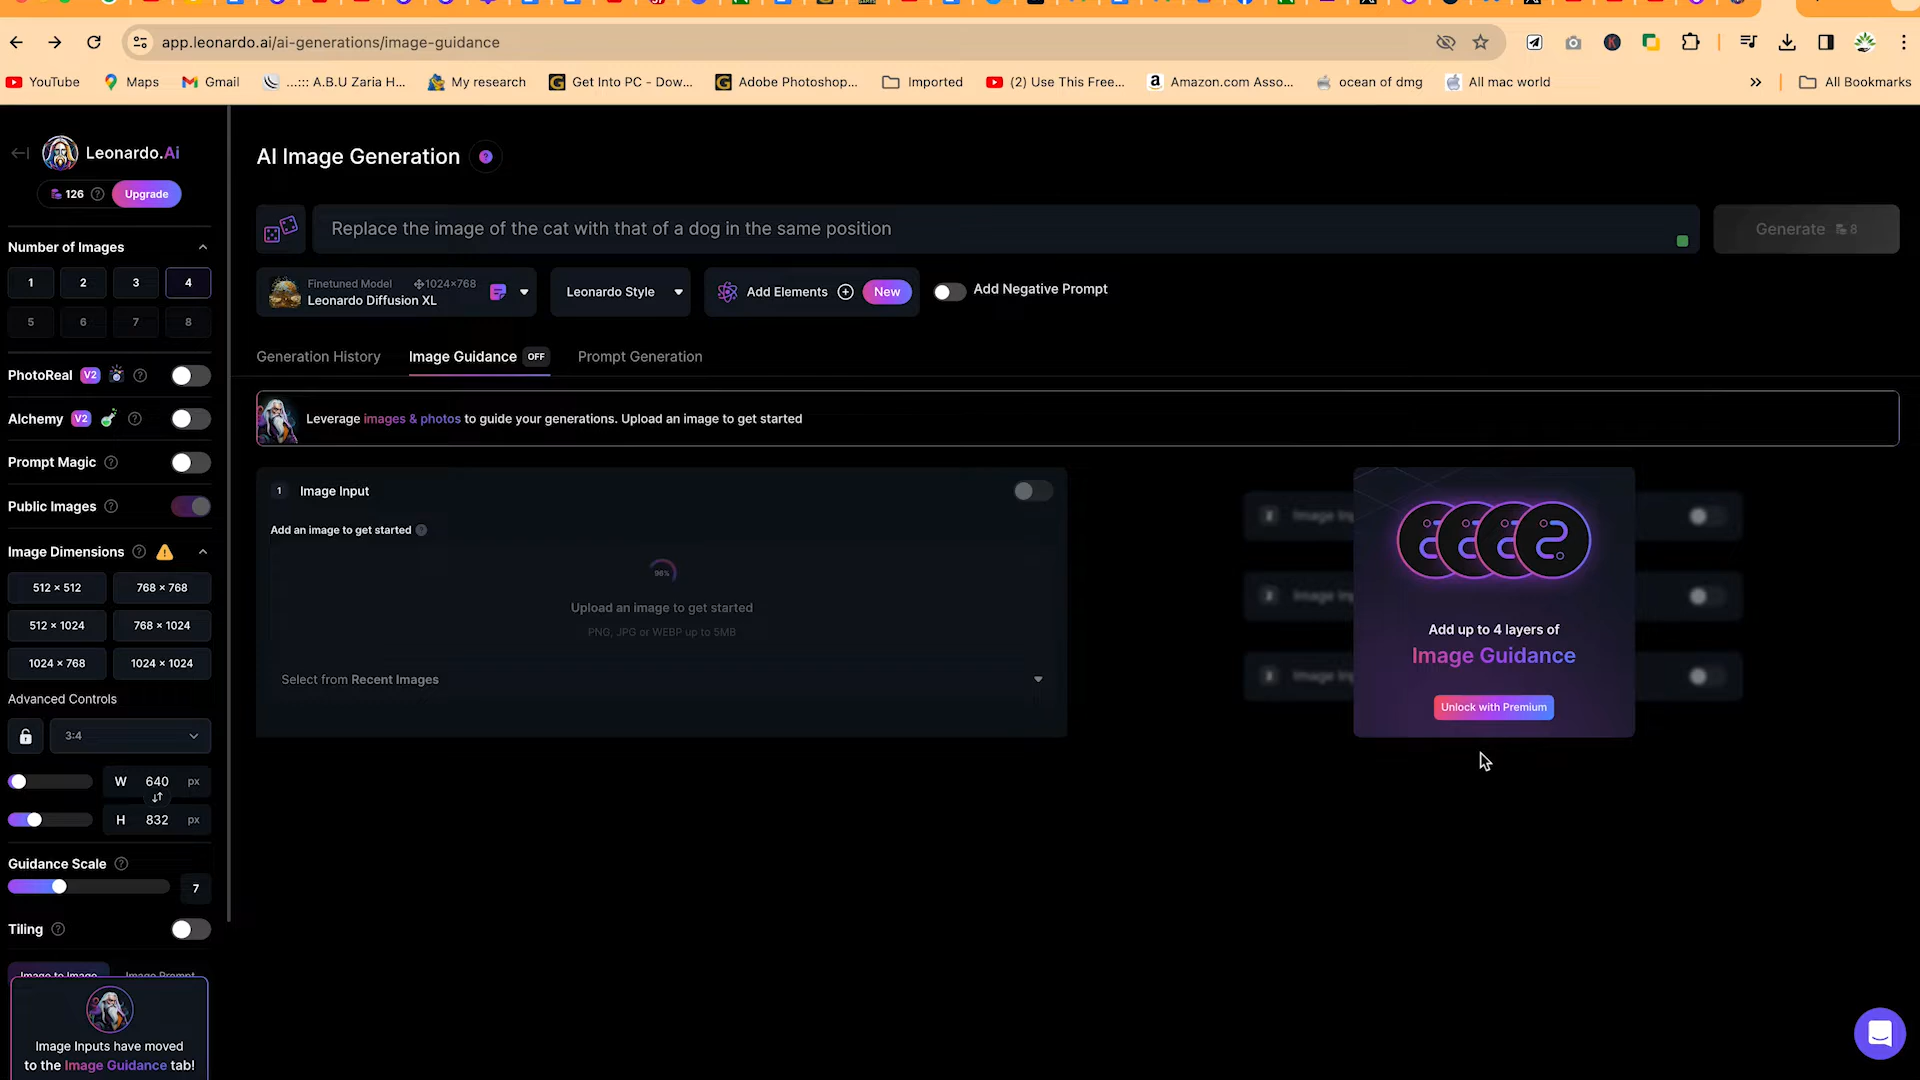 app.leonardo.ai/ai-generations/image-guidance
YouTube
Maps
Gmail
...::: A.B.U Zaria H...
My research
Get Into PC - Dow...
Adobe Photoshop...
Imported
(2) Use This Free...
Amazon.com Asso...
ocean of dmg
All mac world
All Bookmarks
Leonardo.Ai
126
Upgrade
AI Image Generation
Replace the image of the cat with that of a dog in the same position
Generate 8
Finetuned Model 1024×768
Leonardo Diffusion XL
Leonardo Style
Add Elements
New
Add Negative Prompt
Number of Images
1 2 3 4
5 6 7 8
PhotoReal V2
Alchemy V2
Prompt Magic
Public Images
Image Dimensions
512 × 512 768 × 768
512 × 1024 768 × 1024
1024 × 768 1024 × 1024
Advanced Controls
3:4
W 640 px
H 832 px
Guidance Scale
7
Tiling
Image to Image Image Prompt
Image Inputs have moved
to the Image Guidance tab!
Generation History
Image Guidance OFF
Prompt Generation
Leverage images & photos to guide your generations. Upload an image to get started
1 Image Input
Add an image to get started
96%
Upload an image to get started
PNG, JPG or WEBP up to 5MB
Select from Recent Images
Add up to 4 layers of
Image Guidance
Unlock with Premium